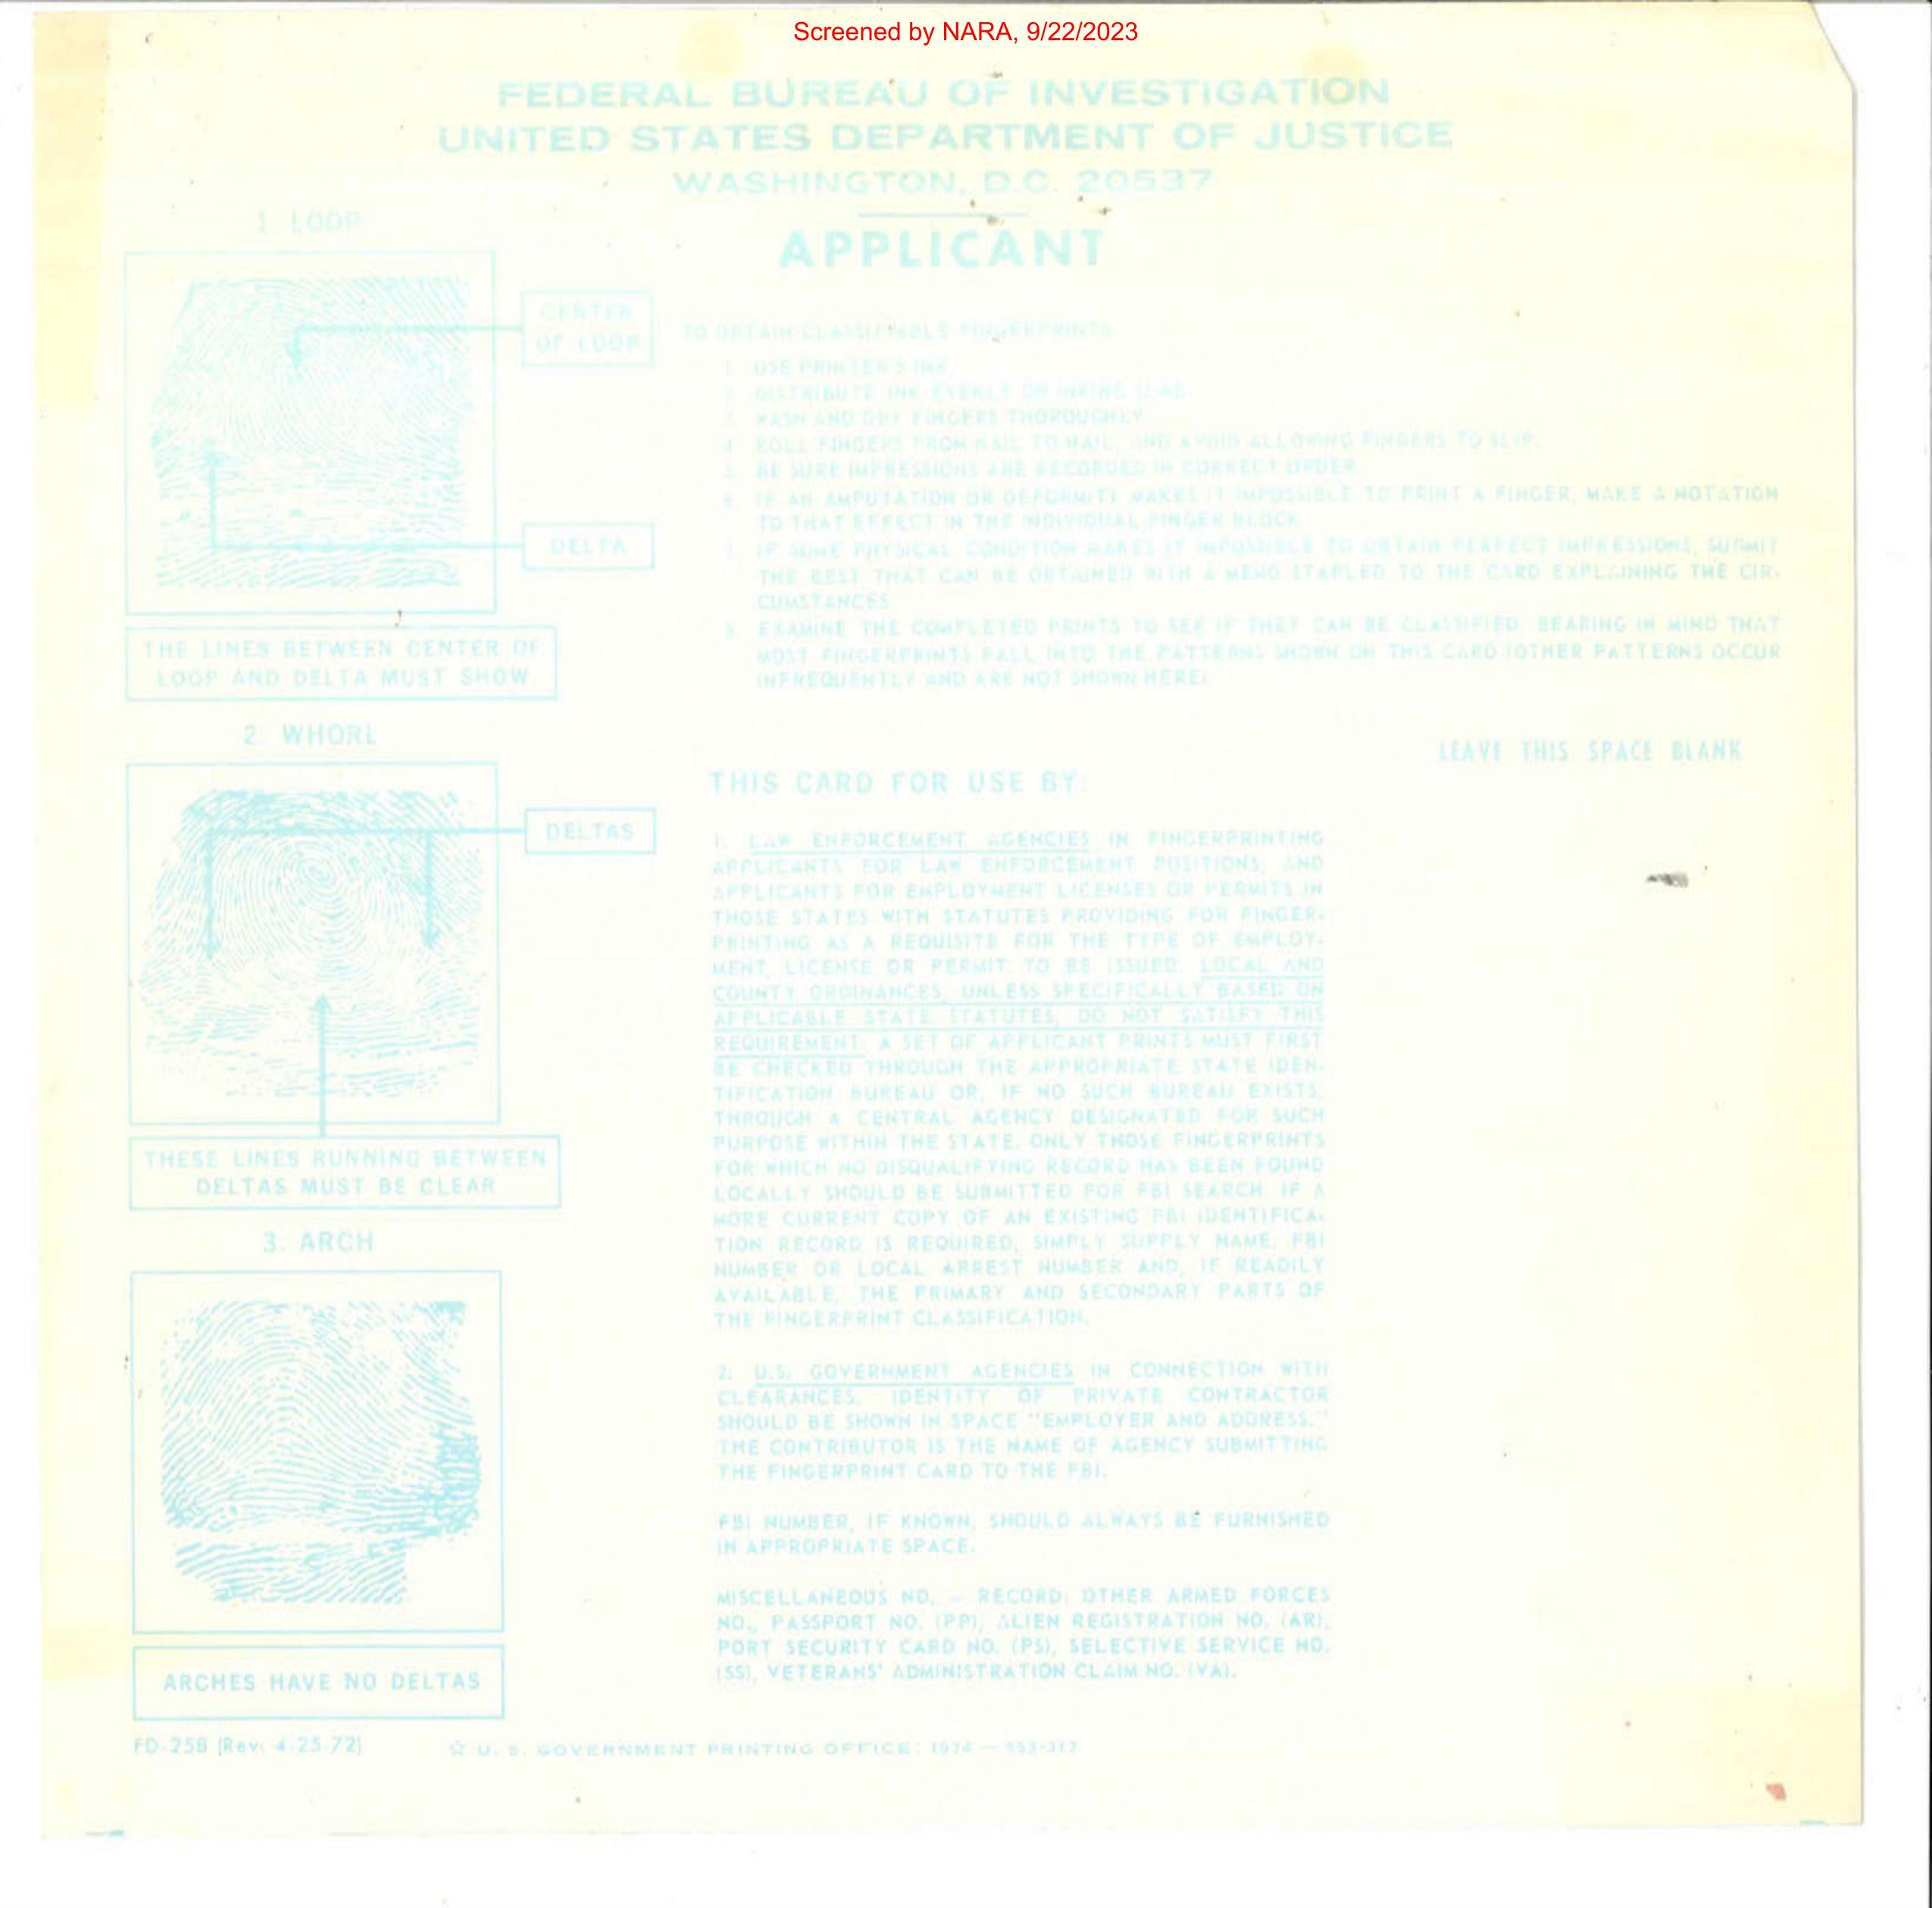 Screened by NARA, 9/22/2023
FEDERAL BUREAU OF INVESTIGATION
UNITED STATES DEPARTMENT OF JUSTICE
WASHINGTON, D.C. 20537
APPLICANT
1. LOOP
CENTER
OF LOOP
DELTA
THE LINES BETWEEN CENTER OF
LOOP AND DELTA MUST SHOW
2. WHORL
DELTAS
THESE LINES RUNNING BETWEEN
DELTAS MUST BE CLEAR
3. ARCH
ARCHES HAVE NO DELTAS
TO OBTAIN CLASSIFIABLE FINGERPRINTS
1. USE PRINTER'S INK
2. DISTRIBUTE INK EVENLY ON INKING SLAB
3. WASH AND DRY FINGERS THOROUGHLY
4. ROLL FINGERS FROM NAIL TO NAIL, AND AVOID ALLOWING FINGERS TO SLIP.
5. BE SURE IMPRESSIONS ARE RECORDED IN CORRECT ORDER
6. IF AN AMPUTATION OR DEFORMITY MAKES IT IMPOSSIBLE TO PRINT A FINGER, MAKE A NOTATION
TO THAT EFFECT IN THE INDIVIDUAL FINGER BLOCK
7. IF SOME PHYSICAL CONDITION MAKES IT IMPOSSIBLE TO OBTAIN PERFECT IMPRESSIONS, SUBMIT
THE BEST THAT CAN BE OBTAINED WITH A MEMO STAPLED TO THE CARD EXPLAINING THE CIR-
CUMSTANCES
8. EXAMINE THE COMPLETED PRINTS TO SEE IF THEY CAN BE CLASSIFIED, BEARING IN MIND THAT
MOST FINGERPRINTS FALL INTO THE PATTERNS SHOWN ON THIS CARD (OTHER PATTERNS OCCUR
INFREQUENTLY AND ARE NOT SHOWN HERE)
LEAVE THIS SPACE BLANK
THIS CARD FOR USE BY:
1. LAW ENFORCEMENT AGENCIES IN FINGERPRINTING
APPLICANTS FOR LAW ENFORCEMENT POSITIONS, AND
APPLICANTS FOR EMPLOYMENT LICENSES OR PERMITS IN
THOSE STATES WITH STATUTES PROVIDING FOR FINGER-
PRINTING AS A REQUISITE FOR THE TYPE OF EMPLOY-
MENT, LICENSE OR PERMIT TO BE ISSUED. LOCAL AND
COUNTY ORDINANCES, UNLESS SPECIFICALLY BASED ON
APPLICABLE STATE STATUTES, DO NOT SATISFY THIS
REQUIREMENT. A SET OF APPLICANT PRINTS MUST FIRST
BE CHECKED THROUGH THE APPROPRIATE STATE IDEN-
TIFICATION BUREAU OR, IF NO SUCH BUREAU EXISTS,
THROUGH A CENTRAL AGENCY DESIGNATED FOR SUCH
PURPOSE WITHIN THE STATE. ONLY THOSE FINGERPRINTS
FOR WHICH NO DISQUALIFYING RECORD HAS BEEN FOUND
LOCALLY SHOULD BE SUBMITTED FOR FBI SEARCH. IF A
MORE CURRENT COPY OF AN EXISTING FBI IDENTIFICA-
TION RECORD IS REQUIRED, SIMPLY SUPPLY NAME, FBI
NUMBER OR LOCAL ARREST NUMBER AND, IF READILY
AVAILABLE, THE PRIMARY AND SECONDARY PARTS OF
THE FINGERPRINT CLASSIFICATION.
2. U.S. GOVERNMENT AGENCIES IN CONNECTION WITH
CLEARANCES. IDENTITY OF PRIVATE CONTRACTOR
SHOULD BE SHOWN IN SPACE "EMPLOYER AND ADDRESS."
THE CONTRIBUTOR IS THE NAME OF AGENCY SUBMITTING
THE FINGERPRINT CARD TO THE FBI.
FBI NUMBER, IF KNOWN, SHOULD ALWAYS BE FURNISHED
IN APPROPRIATE SPACE.
MISCELLANEOUS NO. – RECORD: OTHER ARMED FORCES
NO., PASSPORT NO. (PP), ALIEN REGISTRATION NO. (AR),
PORT SECURITY CARD NO. (PS), SELECTIVE SERVICE NO.
(SS), VETERANS' ADMINISTRATION CLAIM NO. (VA).
FD-258 (Rev. 4-25-72)
☆ U. S. GOVERNMENT PRINTING OFFICE: